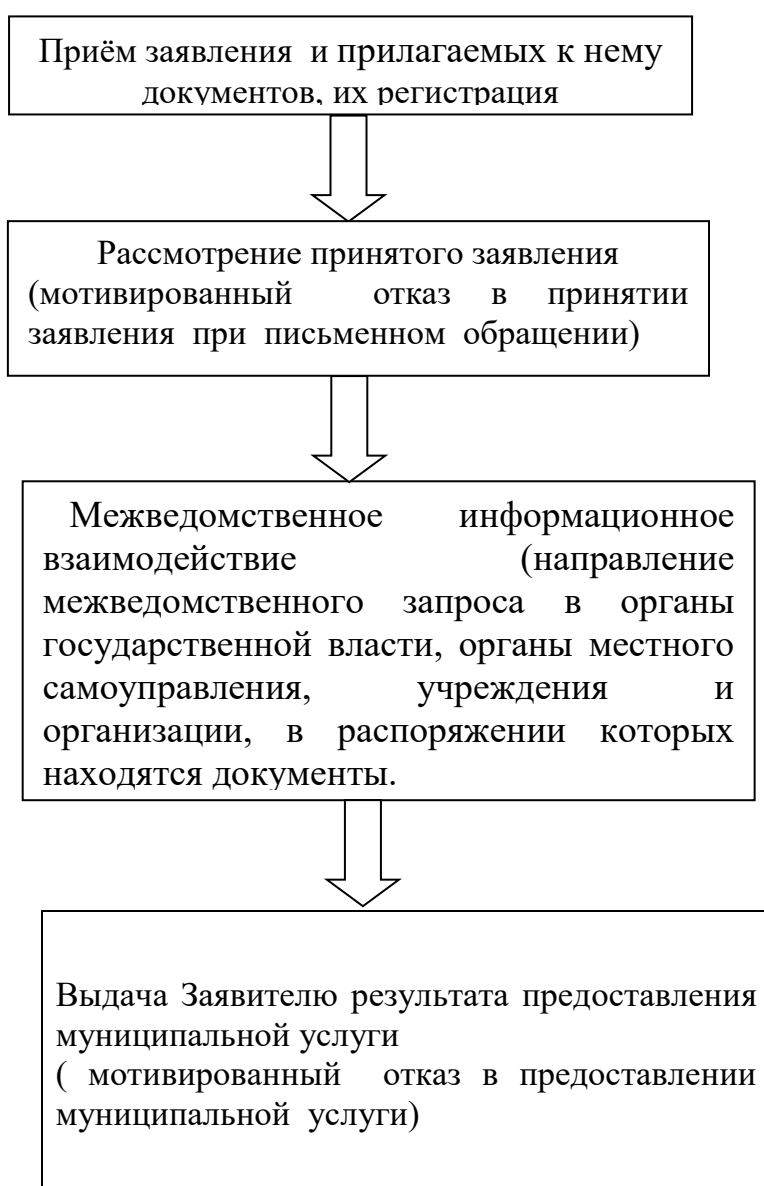 Приём заявления и прилагаемых к нему
документов, их регистрация
Рассмотрение принятого заявления
(мотивированный отказ в принятии
заявления при письменном обращении)
Межведомственное информационное
взаимодействие (направление
межведомственного запроса в органы
государственной власти, органы местного
самоуправления, учреждения и
организации, в распоряжении которых
находятся документы.
Выдача Заявителю результата предоставления
муниципальной услуги
( мотивированный отказ в предоставлении
муниципальной услуги)